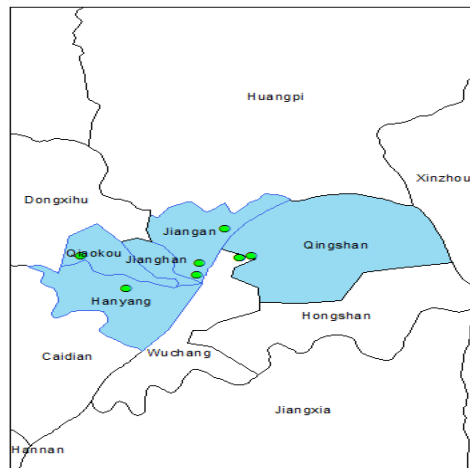 Huangpi
Xinzhou
Dongxihu
Jiangan
Qingshan
Qiaokou
Jianghan
Hanyang
Hongshan
Wuchang
Caidian
Jiangxia
Hannan